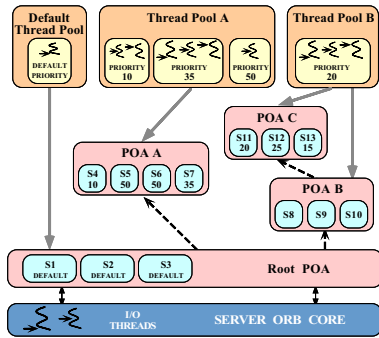 Default
Thread Pool
DEFAULT
PRIORITY
Thread Pool A
PRIORITY
10
PRIORITY
35
PRIORITY
50
Thread Pool B
PRIORITY
20
POA C
S11
20
S12
25
S13
15
POA A
S4
10
S5
50
S6
50
S7
35
POA B
S8
S9
S10
S1
DEFAULT
S2
DEFAULT
S3
DEFAULT
Root POA
I/O
THREADS
SERVER ORB CORE